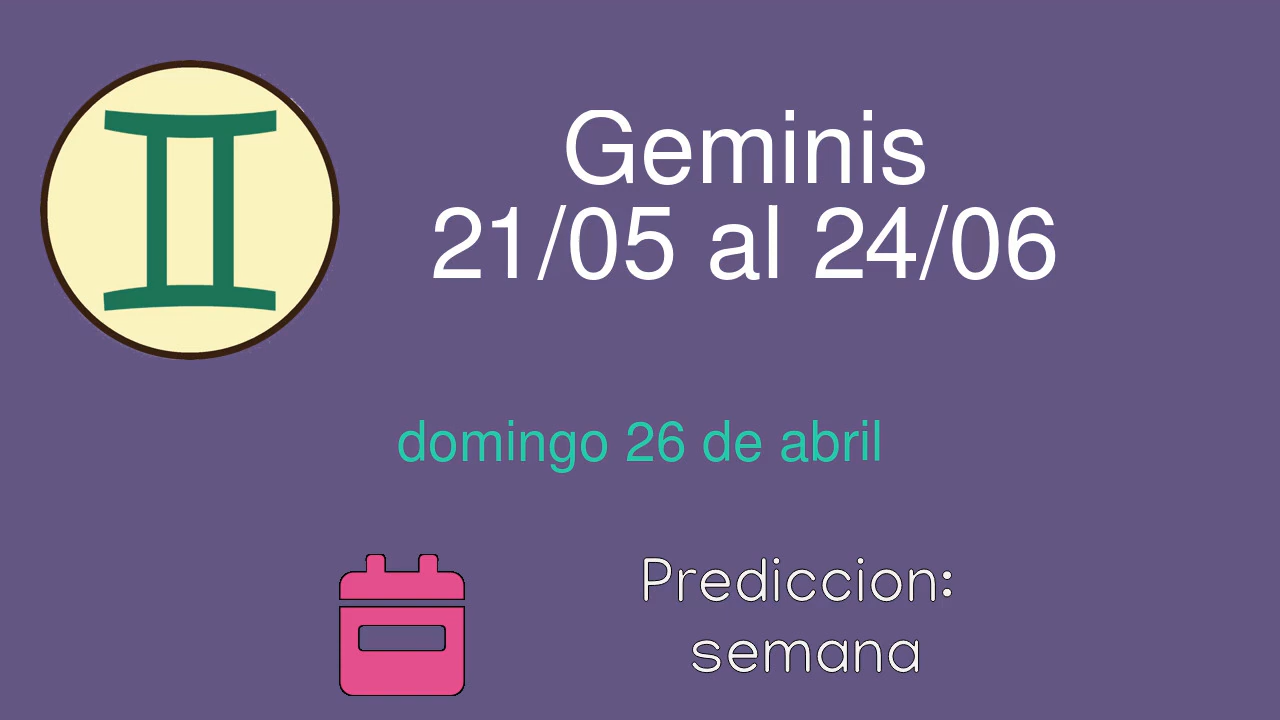 Geminis
21/05 al 24/06
domingo 26 de abril
Prediccion:
semana